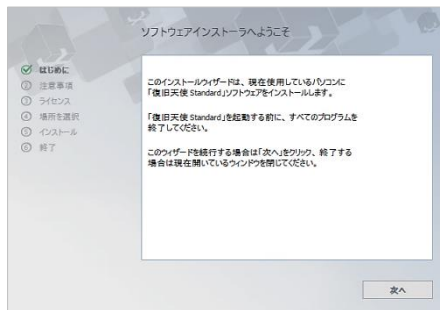 ソフトウェアインストーラへようこそ
はじめに
② 注意事項
③ ライセンス
④ 場所を選択
⑤ インストール
⑥ 終了
このインストールウィザードは、現在使用しているパソコンに
「復旧天使 Standard」ソフトウェアをインストールします。
「復旧天使 Standard」を起動する前に、すべてのプログラムを
終了してください。
このウィザードを続行する場合は「次へ」をクリック、終了する
場合は現在開いているウィンドウを閉じてください。
次へ